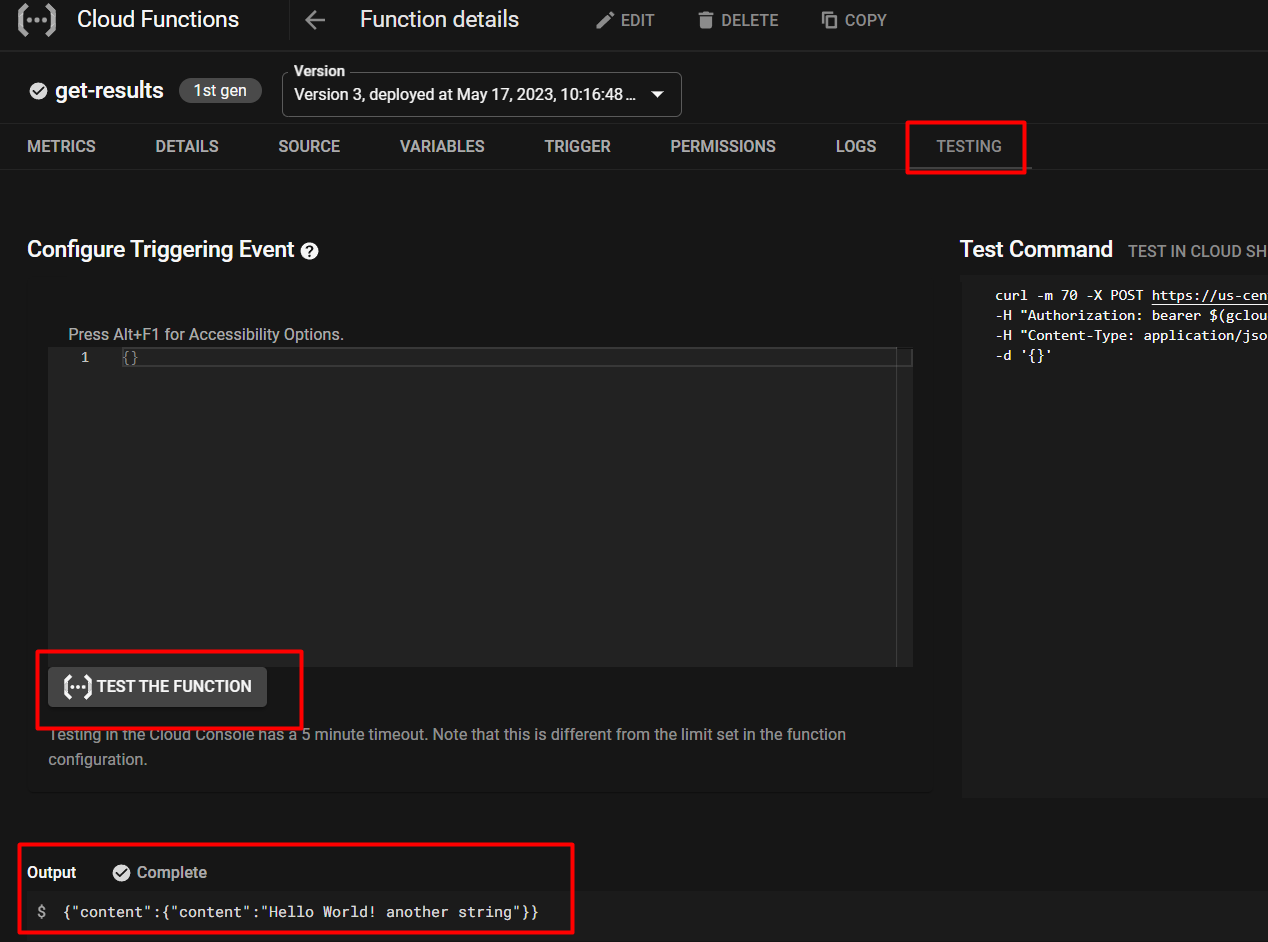 Cloud Functions
Function details
EDIT
DELETE
COPY
get-results
1st gen
Version
Version 3, deployed at May 17, 2023, 10:16:48 ...
METRICS
DETAILS
SOURCE
VARIABLES
TRIGGER
PERMISSIONS
LOGS
TESTING
Configure Triggering Event
Press Alt+F1 for Accessibility Options.
1 {}
TEST THE FUNCTION
Testing in the Cloud Console has a 5 minute timeout. Note that this is different from the limit set in the function
configuration.
Test Command
TEST IN CLOUD SH
curl -m 70 -X POST https://us-cen
-H "Authorization: bearer $(gclou
-H "Content-Type: application/jso
-d '{}'
Output
Complete
$ {"content":{"content":"Hello World! another string"}}